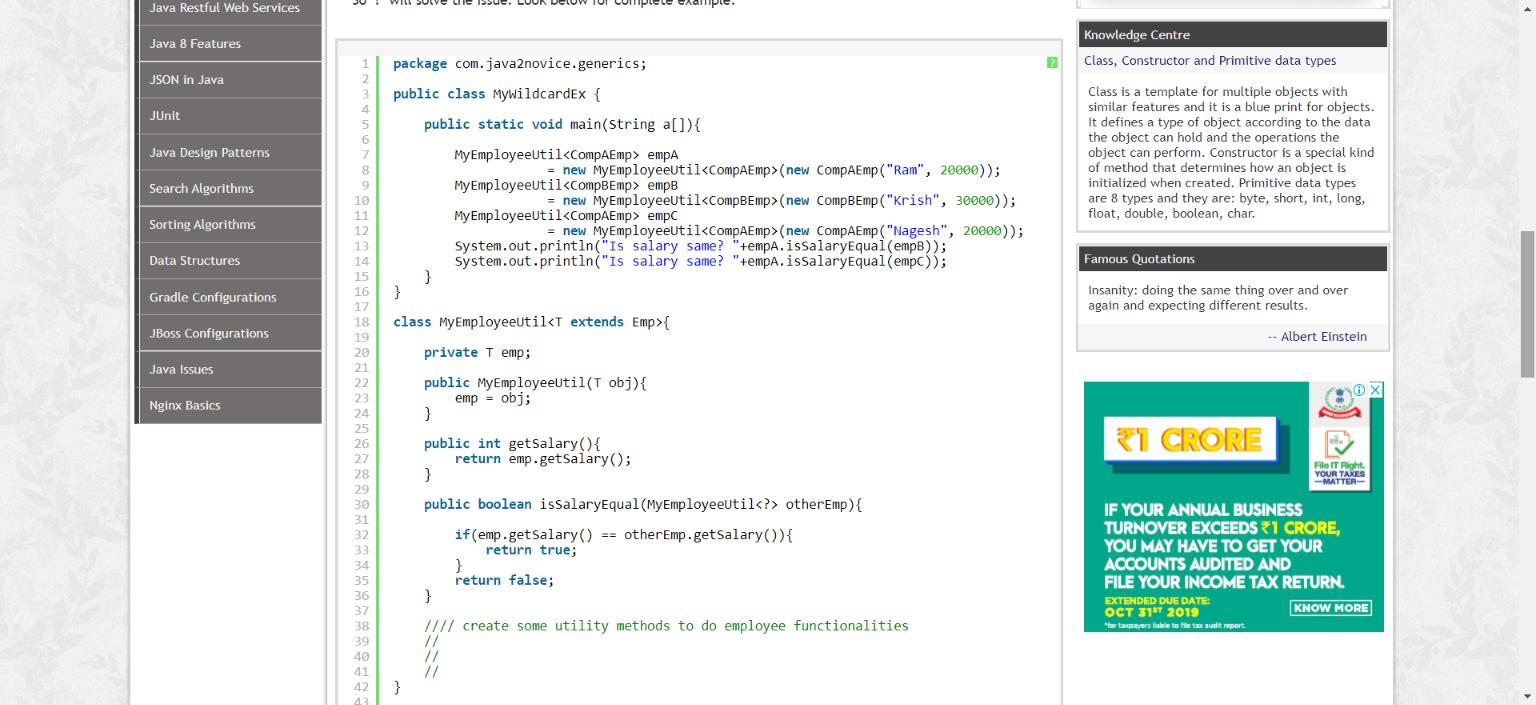 Java Restful Web Services
Java 8 Features
JSON in Java
JUnit
Java Design Patterns
Search Algorithms
Sorting Algorithms
Data Structures
Gradle Configurations
JBoss Configurations
Java Issues
Nginx Basics
So '?' will solve the issue. Look below for complete example:
?
1 package com.java2novice.generics;
2
3 public class MyWildcardEx {
4
5     public static void main(String a[]){
6
7         MyEmployeeUtil<CompAEmp> empA
8                     = new MyEmployeeUtil<CompAEmp>(new CompAEmp("Ram", 20000));
9         MyEmployeeUtil<CompBEmp> empB
10                     = new MyEmployeeUtil<CompBEmp>(new CompBEmp("Krish", 30000));
11         MyEmployeeUtil<CompAEmp> empC
12                     = new MyEmployeeUtil<CompAEmp>(new CompAEmp("Nagesh", 20000));
13         System.out.println("Is salary same? "+empA.isSalaryEqual(empB));
14         System.out.println("Is salary same? "+empA.isSalaryEqual(empC));
15     }
16 }
17
18 class MyEmployeeUtil<T extends Emp>{
19
20     private T emp;
21
22     public MyEmployeeUtil(T obj){
23         emp = obj;
24     }
25
26     public int getSalary(){
27         return emp.getSalary();
28     }
29
30     public boolean isSalaryEqual(MyEmployeeUtil<?> otherEmp){
31
32         if(emp.getSalary() == otherEmp.getSalary()){
33             return true;
34         }
35         return false;
36     }
37
38     //// create some utility methods to do employee functionalities
39     //
40     //
41     //
42 }
43
Knowledge Centre
Class, Constructor and Primitive data types
Class is a template for multiple objects with
similar features and it is a blue print for objects.
It defines a type of object according to the data
the object can hold and the operations the
object can perform. Constructor is a special kind
of method that determines how an object is
initialized when created. Primitive data types
are 8 types and they are: byte, short, int, long,
float, double, boolean, char.
Famous Quotations
Insanity: doing the same thing over and over
again and expecting different results.
-- Albert Einstein
₹1 CRORE
File IT Right.
YOUR TAXES
—MATTER—
IF YOUR ANNUAL BUSINESS
TURNOVER EXCEEDS ₹1 CRORE,
YOU MAY HAVE TO GET YOUR
ACCOUNTS AUDITED AND
FILE YOUR INCOME TAX RETURN.
EXTENDED DUE DATE:
OCT 31ST 2019
KNOW MORE
*for taxpayers liable to file tax audit report.